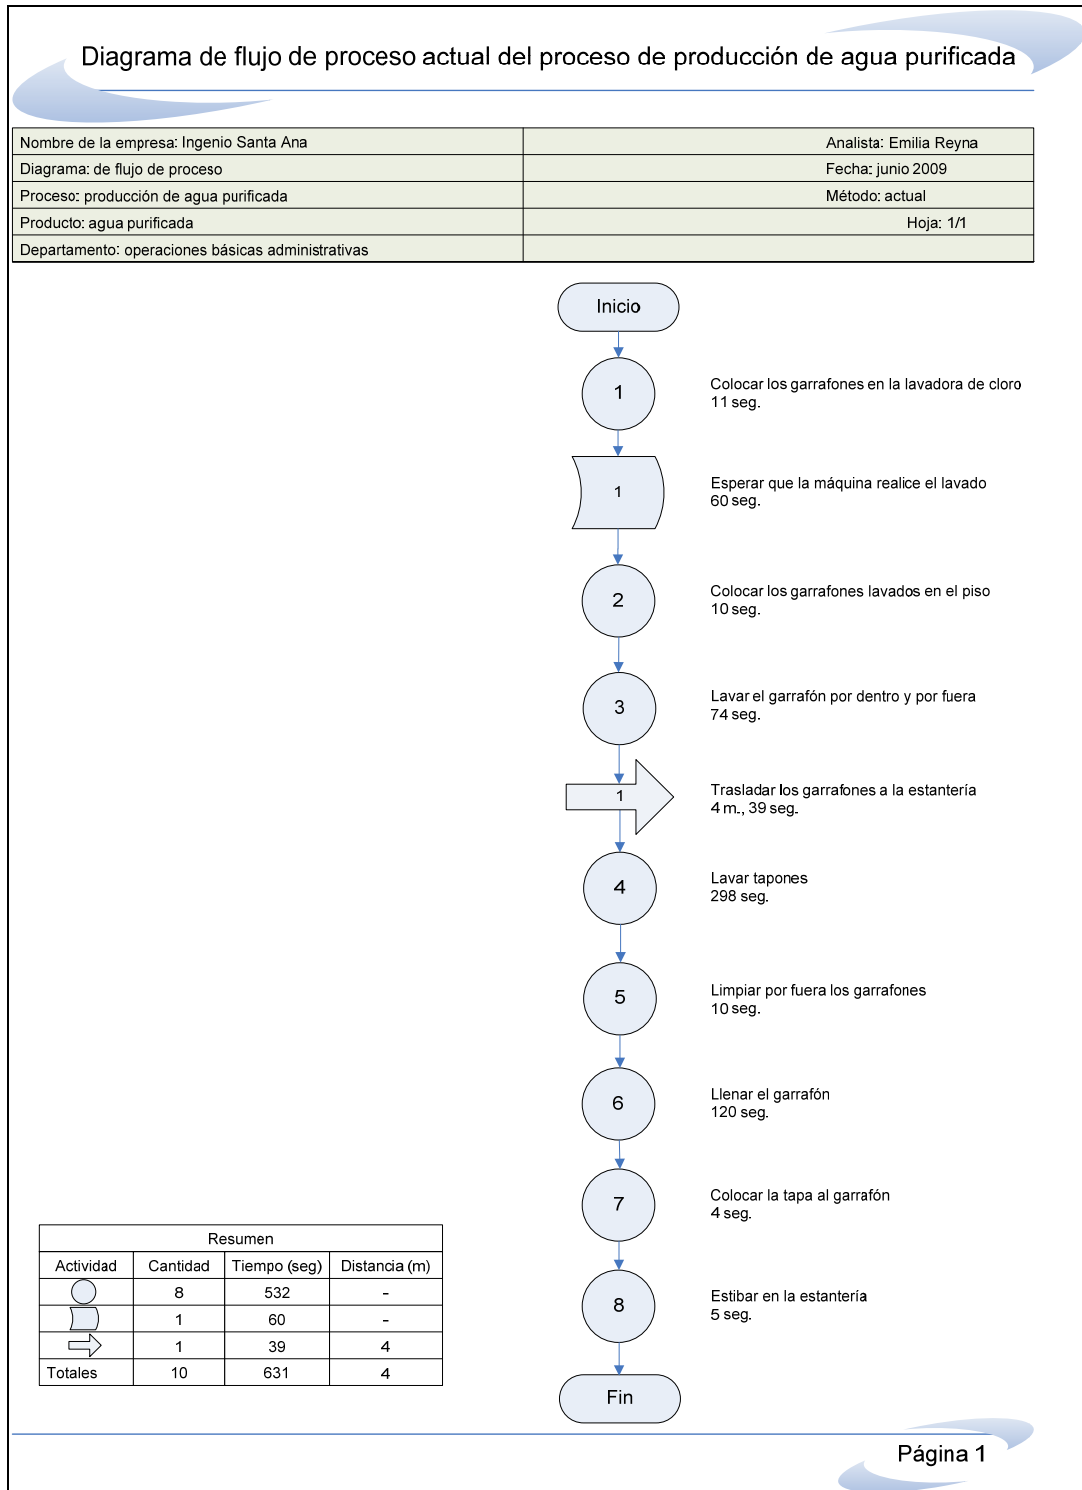 Diagrama de flujo de proceso actual del proceso de producción de agua purificada
Nombre de la empresa: Ingenio Santa Ana
Analista: Emilia Reyna
Diagrama: de flujo de proceso
Fecha: junio 2009
Proceso: producción de agua purificada
Método: actual
Producto: agua purificada
Hoja: 1/1
Departamento: operaciones básicas administrativas
Inicio
1
Colocar los garrafones en la lavadora de cloro
11 seg.
1
Esperar que la máquina realice el lavado
60 seg.
2
Colocar los garrafones lavados en el piso
10 seg.
3
Lavar el garrafón por dentro y por fuera
74 seg.
1
Trasladar los garrafones a la estantería
4 m., 39 seg.
4
Lavar tapones
298 seg.
5
Limpiar por fuera los garrafones
10 seg.
6
Llenar el garrafón
120 seg.
7
Colocar la tapa al garrafón
4 seg.
8
Estibar en la estantería
5 seg.
Fin
Resumen
Actividad Cantidad Tiempo (seg) Distancia (m)
8 532 -
1 60 -
1 39 4
Totales 10 631 4
Página 1